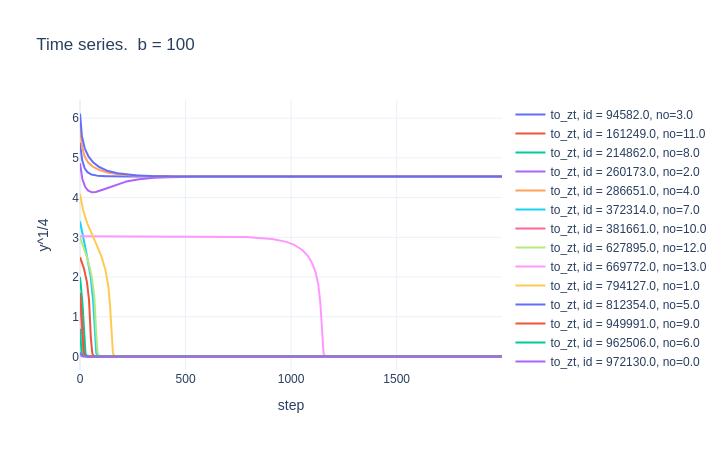 Time series.  b = 100
y^1/4
6
5
4
3
2
1
0
0
500
1000
1500
step
to_zt, id = 94582.0, no=3.0
to_zt, id = 161249.0, no=11.0
to_zt, id = 214862.0, no=8.0
to_zt, id = 260173.0, no=2.0
to_zt, id = 286651.0, no=4.0
to_zt, id = 372314.0, no=7.0
to_zt, id = 381661.0, no=10.0
to_zt, id = 627895.0, no=12.0
to_zt, id = 669772.0, no=13.0
to_zt, id = 794127.0, no=1.0
to_zt, id = 812354.0, no=5.0
to_zt, id = 949991.0, no=9.0
to_zt, id = 962506.0, no=6.0
to_zt, id = 972130.0, no=0.0